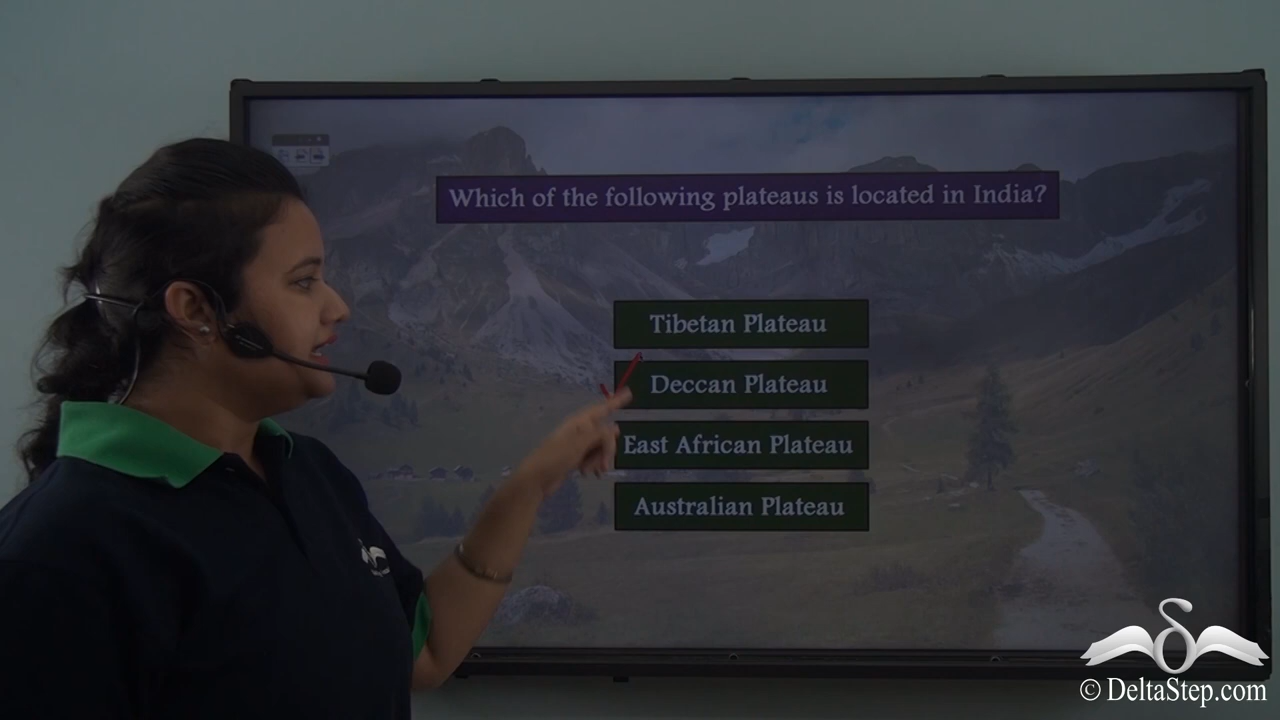 Which of the following plateaus is located in India?
Tibetan Plateau
Deccan Plateau
East African Plateau
Australian Plateau
© DeltaStep.com